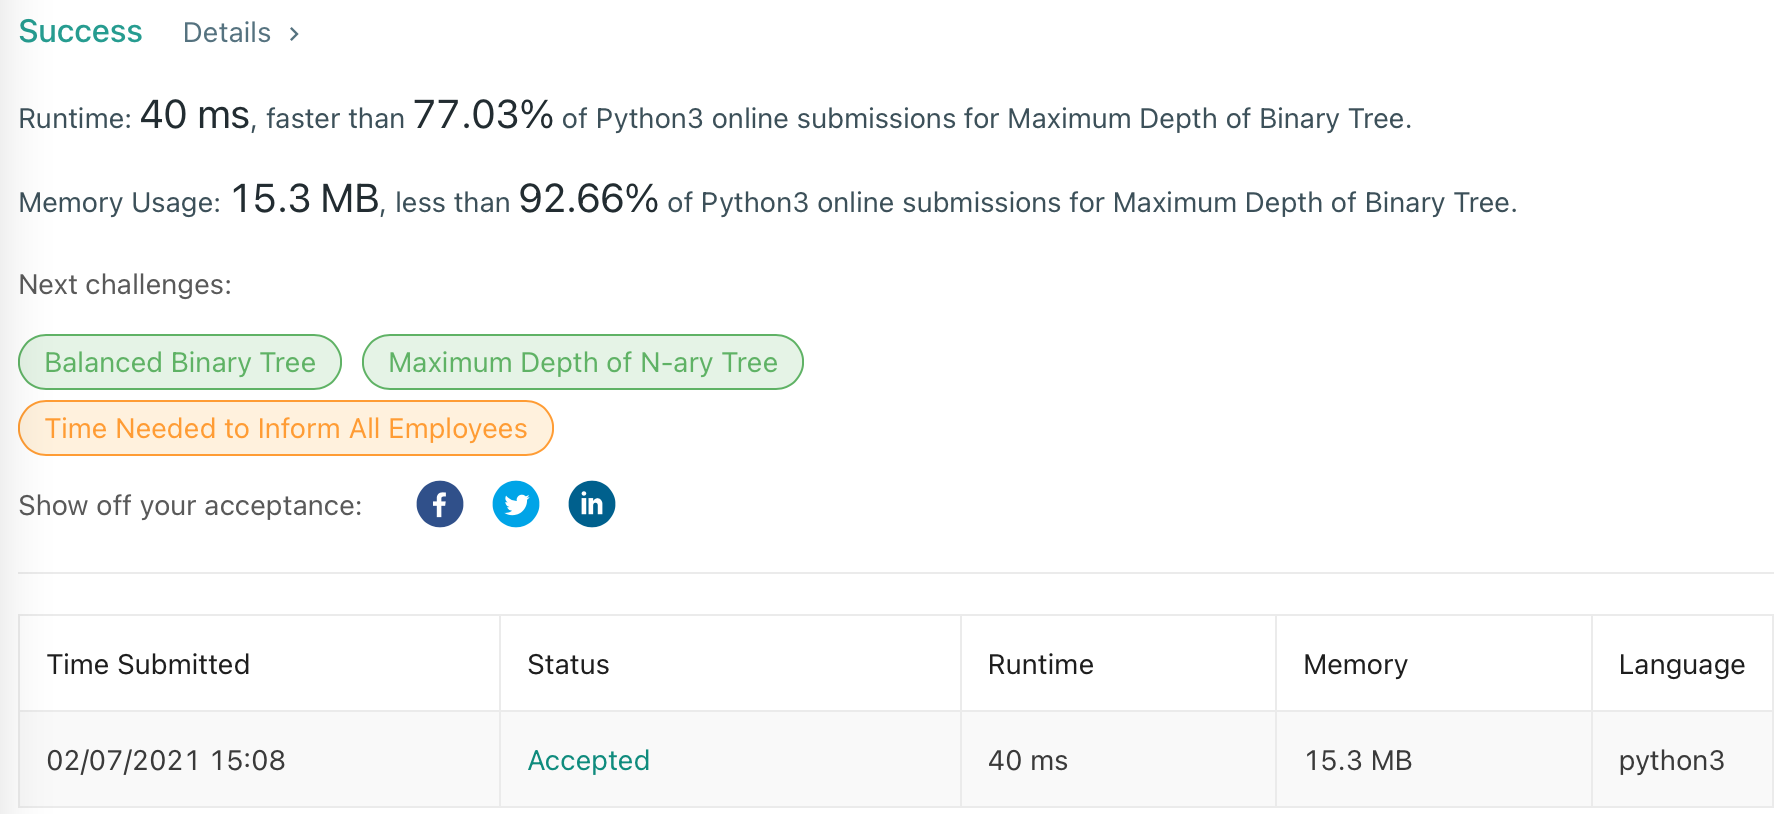 Success Details >
Runtime: 40 ms, faster than 77.03% of Python3 online submissions for Maximum Depth of Binary Tree.
Memory Usage: 15.3 MB, less than 92.66% of Python3 online submissions for Maximum Depth of Binary Tree.
Next challenges:
Balanced Binary Tree Maximum Depth of N-ary Tree
Time Needed to Inform All Employees
Show off your acceptance: f in
Time Submitted Status Runtime Memory Language
02/07/2021 15:08 Accepted 40 ms 15.3 MB python3